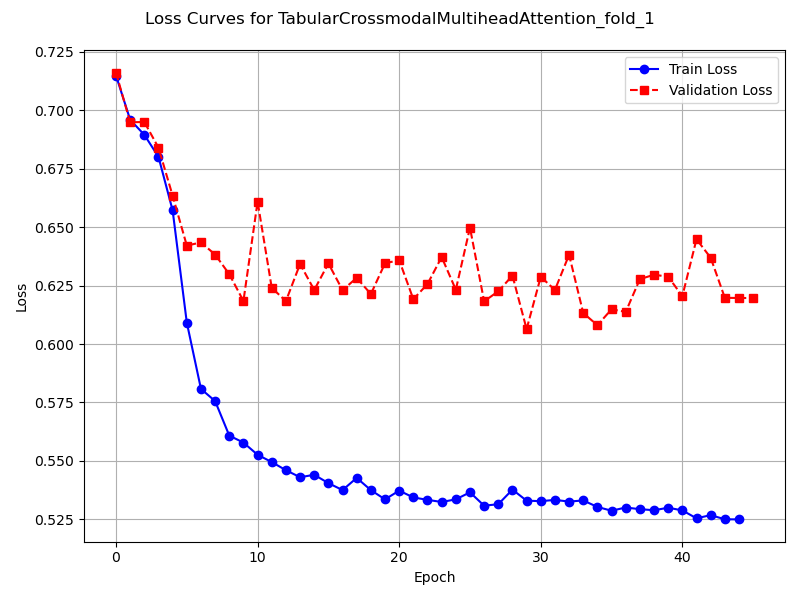 Loss Curves for TabularCrossmodalMultiheadAttention_fold_1
Train Loss
Validation Loss
0.725
0.700
0.675
0.650
0.625
0.600
0.575
0.550
0.525
Loss
0 10 20 30 40
Epoch